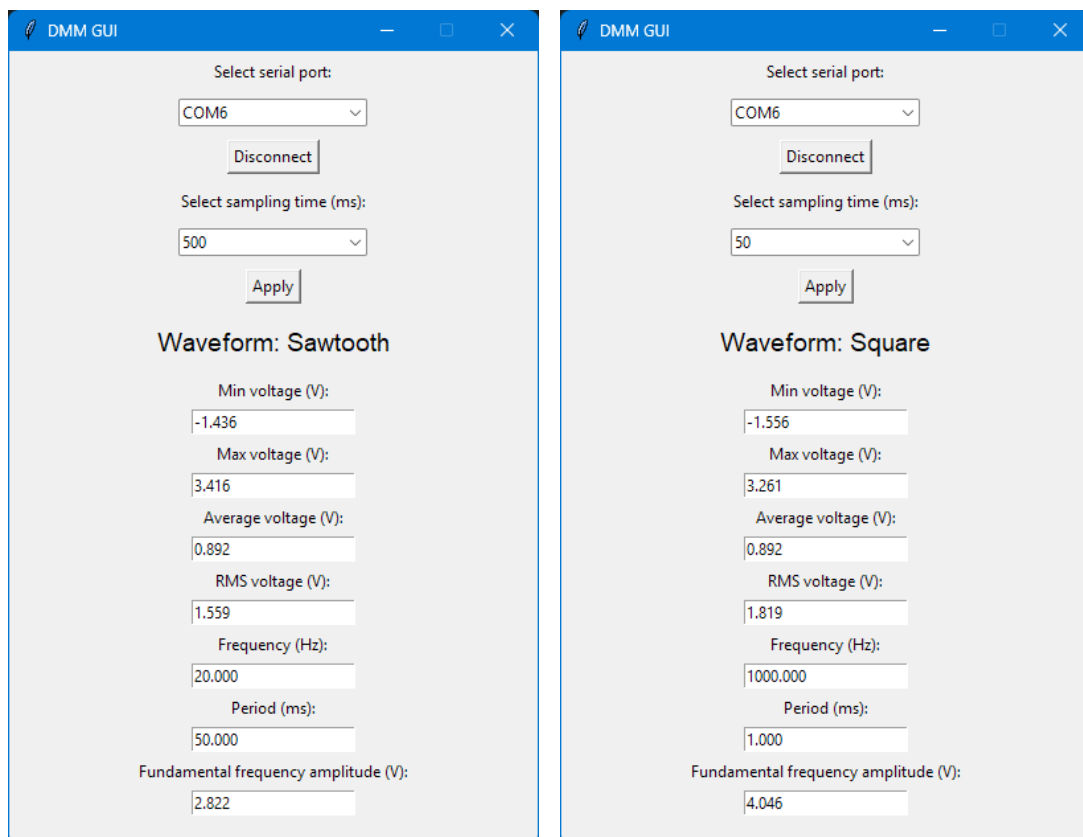 DMM GUI
Select serial port:
COM6
Disconnect
Select sampling time (ms):
500
Apply
Waveform: Sawtooth
Min voltage (V):
-1.436
Max voltage (V):
3.416
Average voltage (V):
0.892
RMS voltage (V):
1.559
Frequency (Hz):
20.000
Period (ms):
50.000
Fundamental frequency amplitude (V):
2.822
DMM GUI
Select serial port:
COM6
Disconnect
Select sampling time (ms):
50
Apply
Waveform: Square
Min voltage (V):
-1.556
Max voltage (V):
3.261
Average voltage (V):
0.892
RMS voltage (V):
1.819
Frequency (Hz):
1000.000
Period (ms):
1.000
Fundamental frequency amplitude (V):
4.046